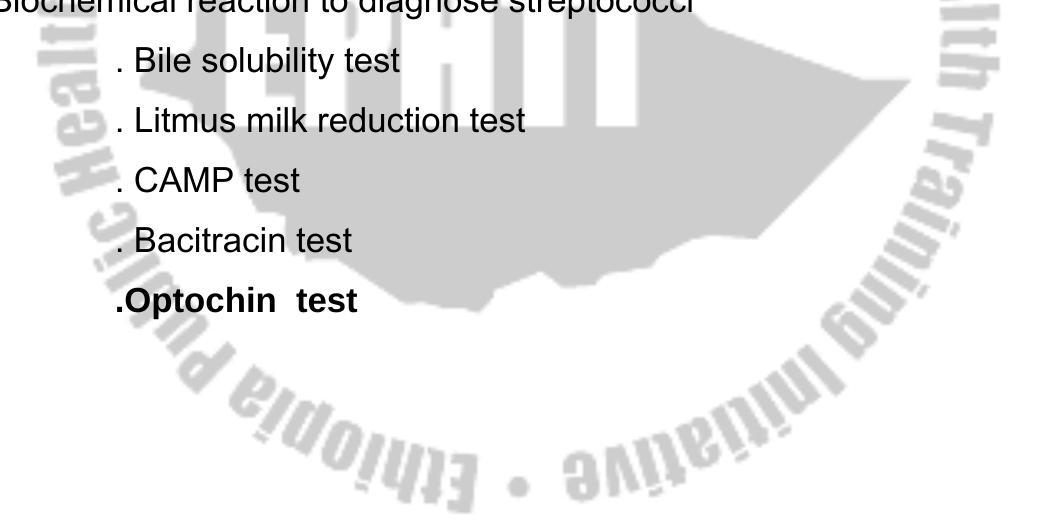 Biochemical reaction to diagnose streptococci
. Bile solubility test
. Litmus milk reduction test
. CAMP test
. Bacitracin test
.Optochin test
EPHTI
Ethiopia Public Health Training Initiative •